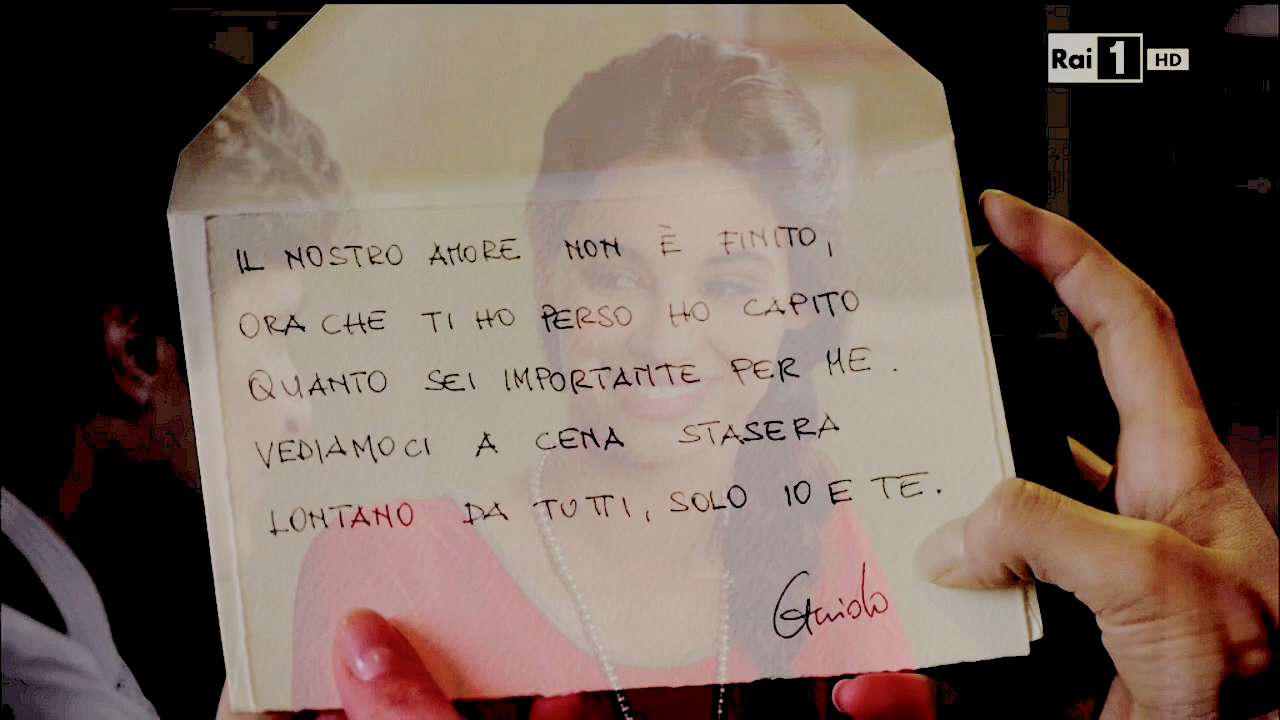 Rai 1 HD
IL NOSTRO AMORE NON È FINITO,
ORA CHE TI HO PERSO HO CAPITO
QUANTO SEI IMPORTANTE PER ME.
VEDIAMOCI A CENA STASERA
LONTANO DA TUTTI, SOLO IO E TE.
Guido